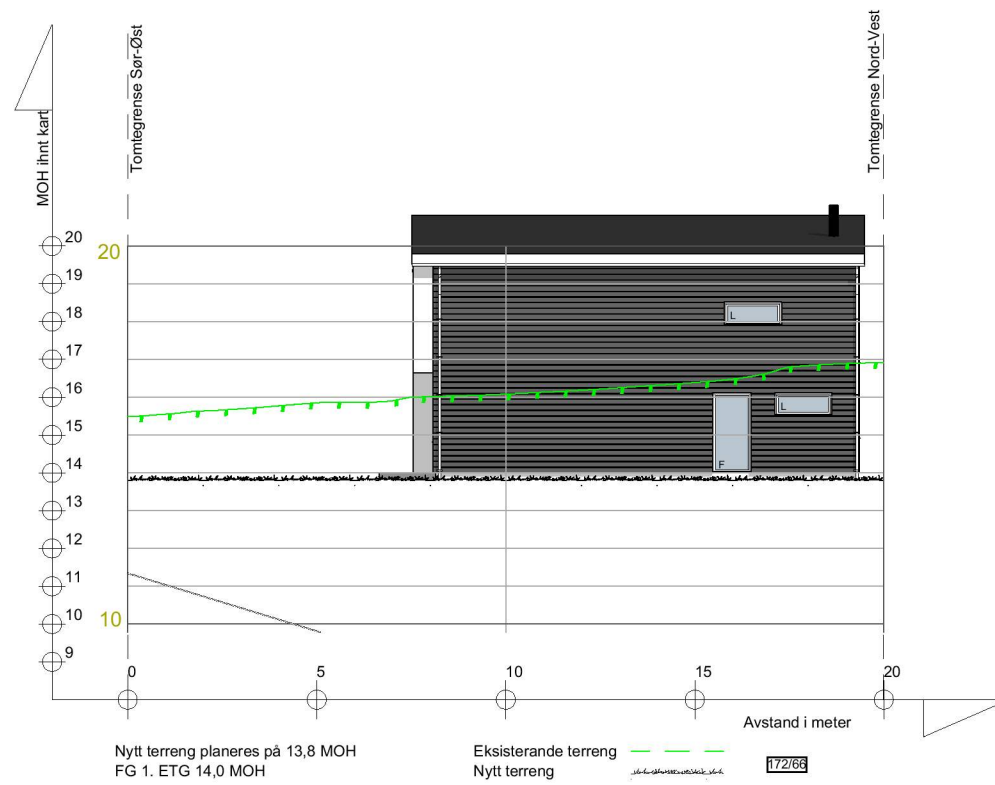 Tomtegrense Sør-Øst
Tomtegrense Nord-Vest
MOH ihnt kart
20
19
18
17
16
15
14
13
12
11
10
9
20
10
L
L
F
0
5
10
15
20
Avstand i meter
Nytt terreng planeres på 13,8 MOH
FG 1. ETG 14,0 MOH
Eksisterande terreng
Nytt terreng
172/66